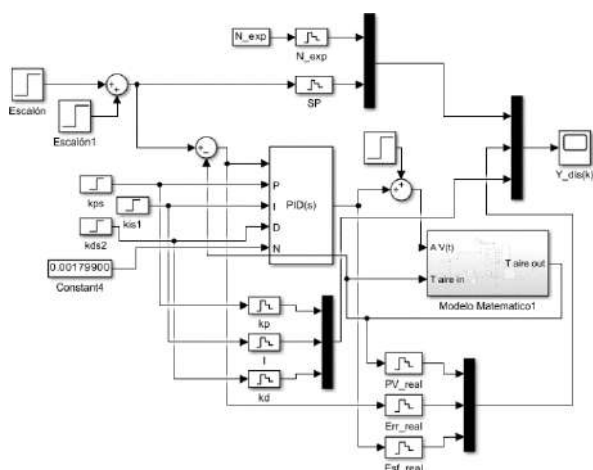 N_exp
N_exp
SP
Escalón
Escalón1
Y_dis(k)
kps
kis1
kds2
0.00179900
Constant4
P
I
D
N
PID(s)
A V(t)
T aire in
T aire out
Modelo Matematico1
kp
I
kd
PV_real
Err_real
Esf_real